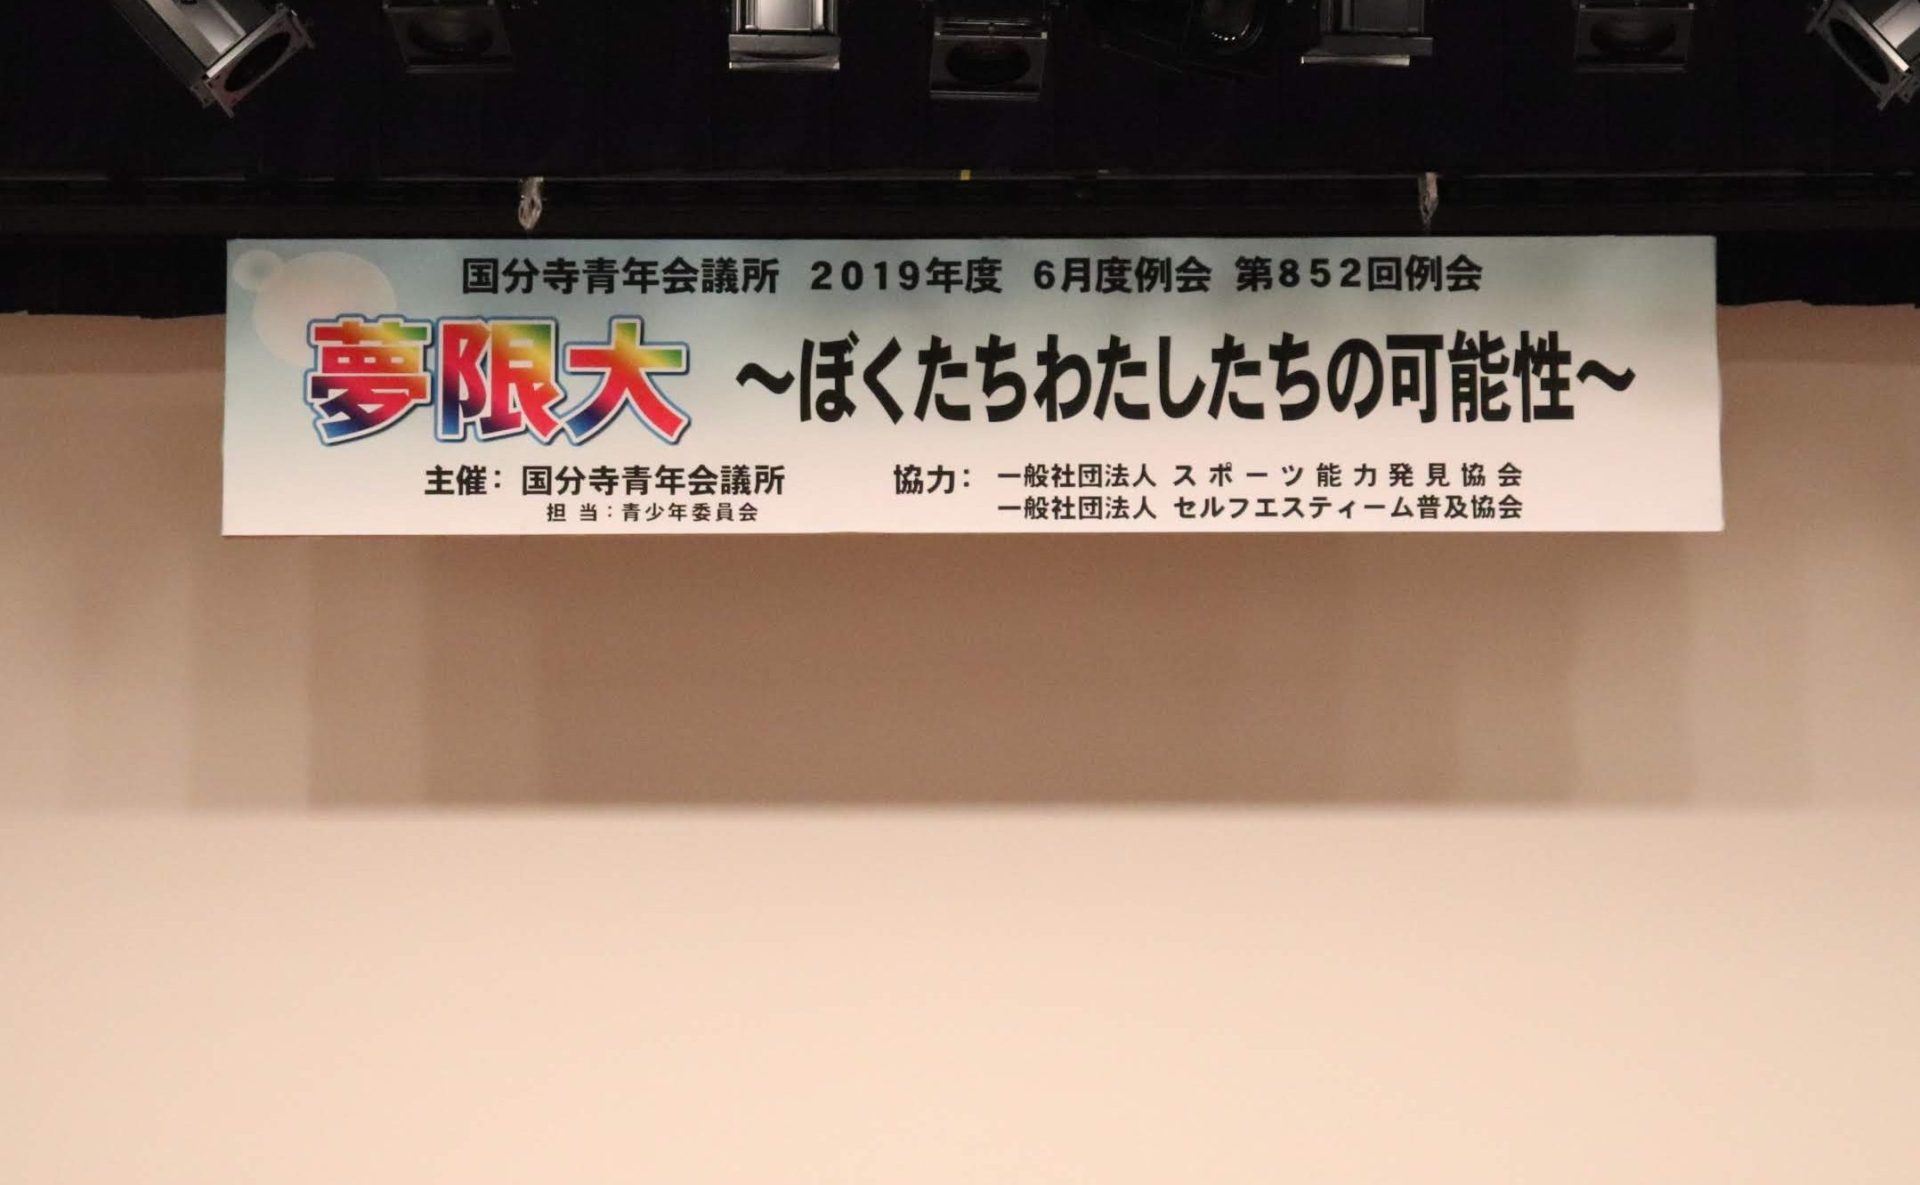 国分寺青年会議所 2019年度 6月度例会 第852回例会
夢限大 ～ぼくたちわたしたちの可能性～
主催：国分寺青年会議所
担当：青少年委員会
協力：一般社団法人 スポーツ能力発見協会
一般社団法人 セルフエスティーム普及協会